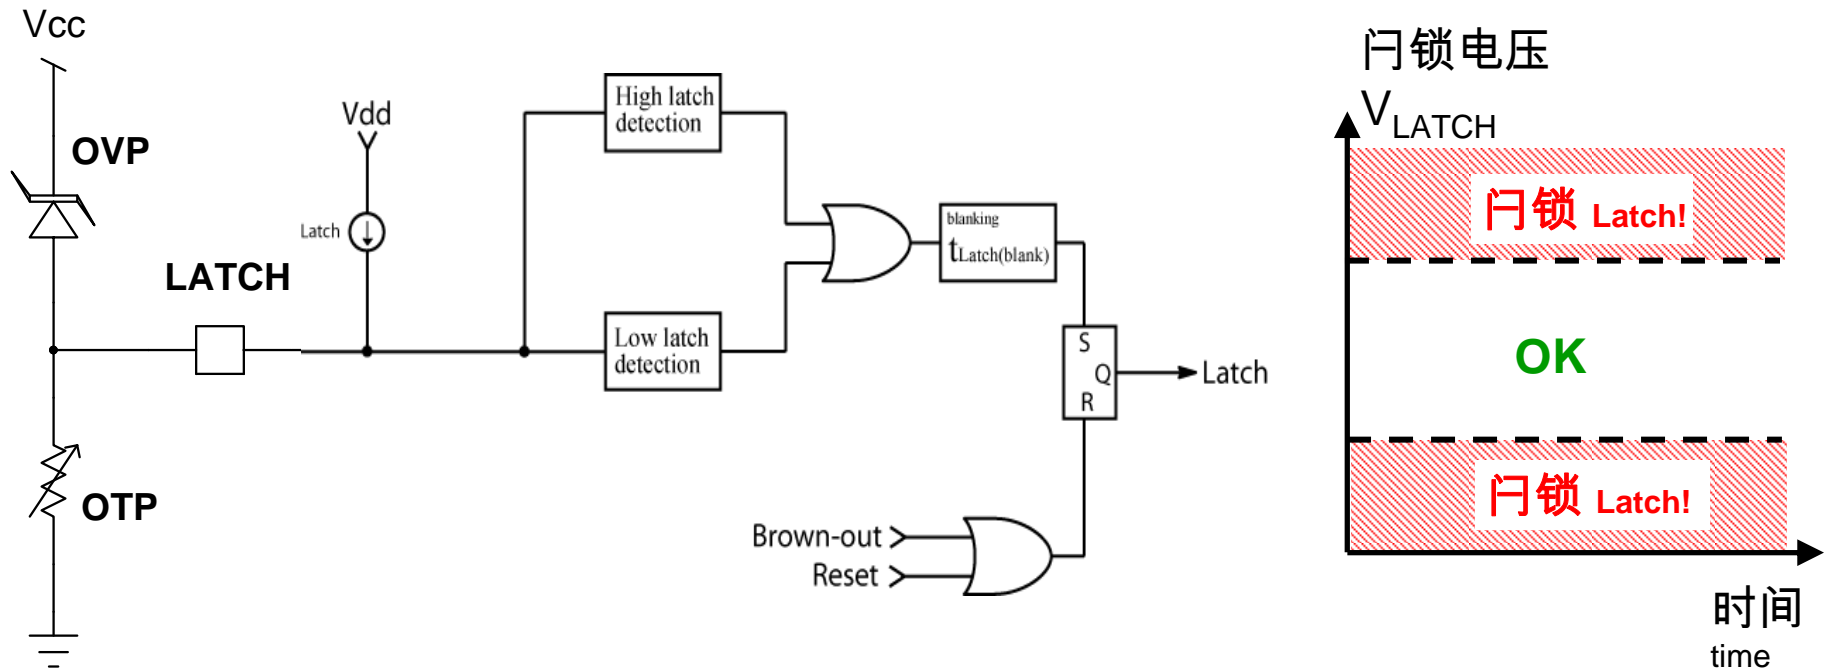 Vcc
OVP
LATCH
OTP
Vdd
Latch
High latch
detection
Low latch
detection
blanking
tLatch(blank)
S
Q
R
Latch
Brown-out
Reset
闩锁电压
VLATCH
闩锁 Latch!
OK
闩锁 Latch!
时间
time